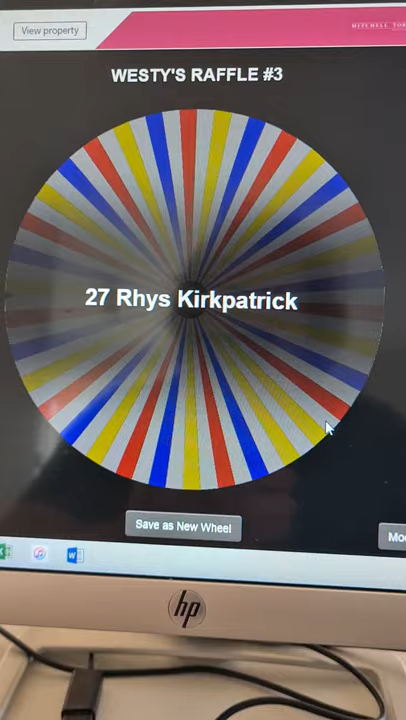 View property
WESTY'S RAFFLE #3
27 Rhys Kirkpatrick
Save as New Wheel
hp